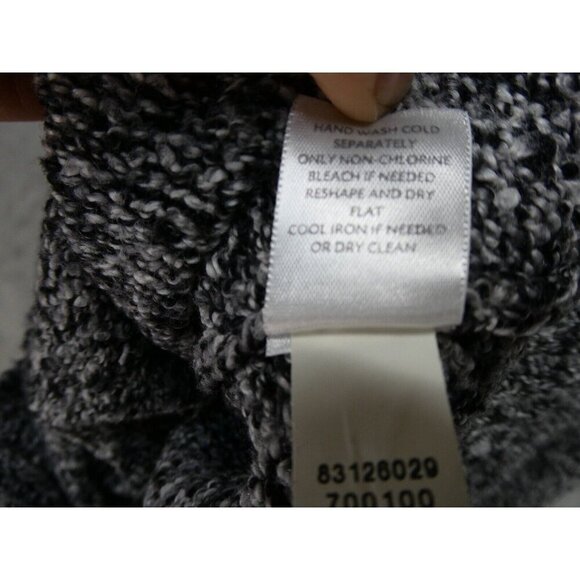 HAND WASH COLD
SEPARATELY
ONLY NON-CHLORINE
BLEACH IF NEEDED
RESHAPE AND DRY
FLAT
COOL IRON IF NEEDED
OR DRY CLEAN
83126029
700100